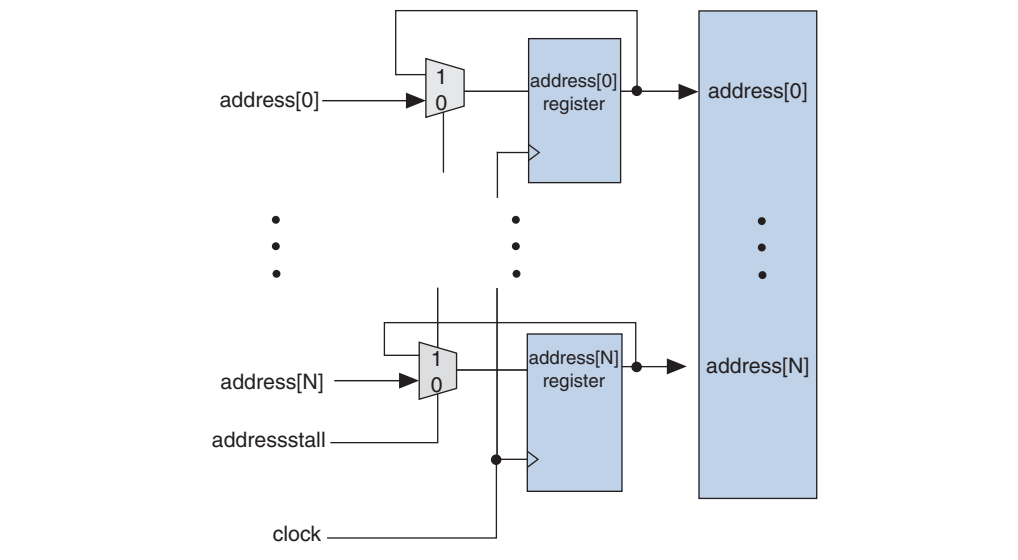 1
address[0]
0
address[0]
register
address[0]
1
address[N]
0
address[N]
register
address[N]
addressstall
clock